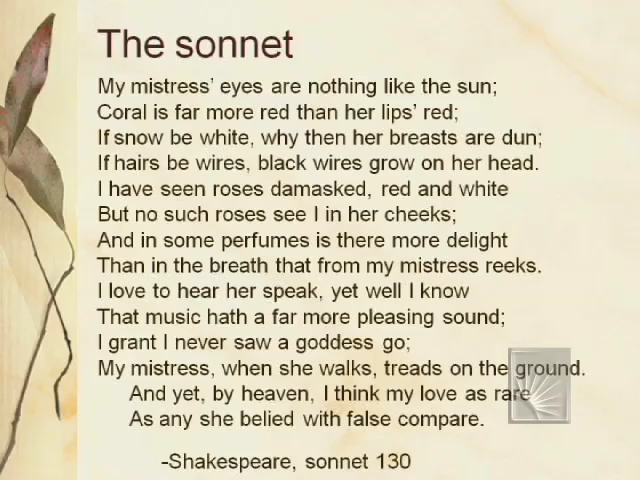 The sonnet
My mistress’ eyes are nothing like the sun;
Coral is far more red than her lips’ red;
If snow be white, why then her breasts are dun;
If hairs be wires, black wires grow on her head.
I have seen roses damasked, red and white
But no such roses see I in her cheeks;
And in some perfumes is there more delight
Than in the breath that from my mistress reeks.
I love to hear her speak, yet well I know
That music hath a far more pleasing sound;
I grant I never saw a goddess go;
My mistress, when she walks, treads on the ground.
And yet, by heaven, I think my love as rare
As any she belied with false compare.
-Shakespeare, sonnet 130